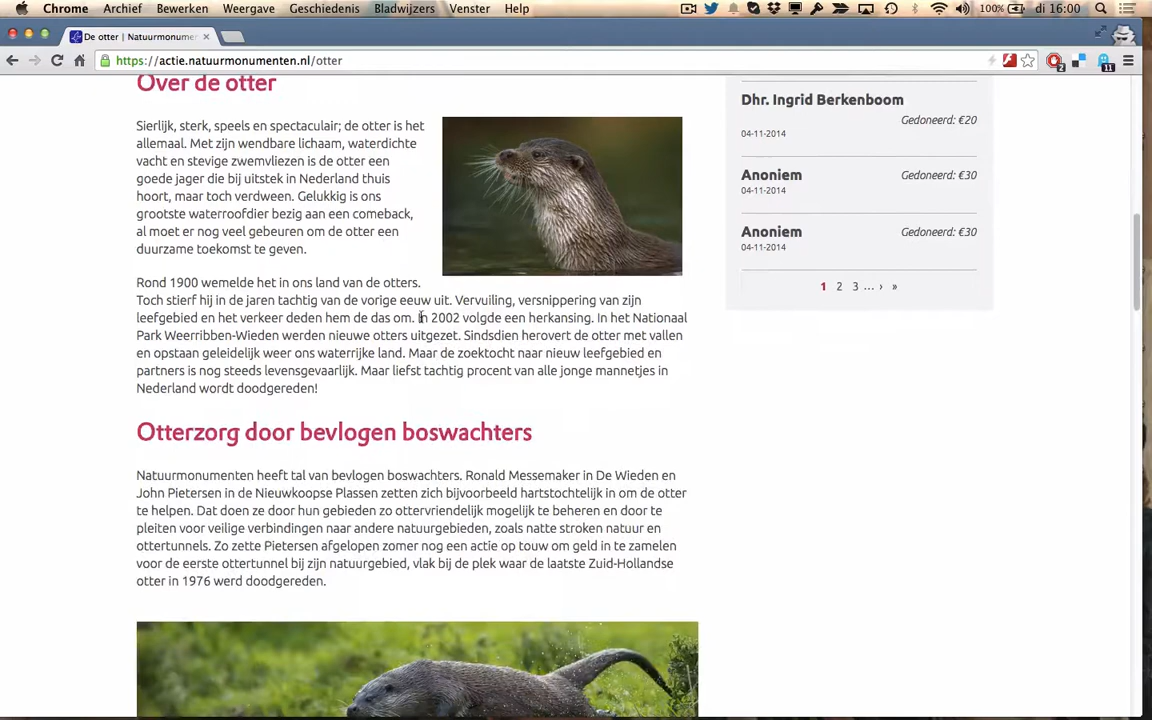 Chrome Archief Bewerken Weergave Geschiedenis Bladwijzers Venster Help 100% di 16:00
De otter | Natuurmonumen
https://actie.natuurmonumenten.nl/otter 2 11
Over de otter
Sierlijk, sterk, speels en spectaculair; de otter is het
allemaal. Met zijn wendbare lichaam, waterdichte
vacht en stevige zwemvliezen is de otter een
goede jager die bij uitstek in Nederland thuis
hoort, maar toch verdween. Gelukkig is ons
grootste waterroofdier bezig aan een comeback,
al moet er nog veel gebeuren om de otter een
duurzame toekomst te geven.
Rond 1900 wemelde het in ons land van de otters.
Toch stierf hij in de jaren tachtig van de vorige eeuw uit. Vervuiling, versnippering van zijn
leefgebied en het verkeer deden hem de das om. In 2002 volgde een herkansing. In het Nationaal
Park Weerribben-Wieden werden nieuwe otters uitgezet. Sindsdien herovert de otter met vallen
en opstaan geleidelijk weer ons waterrijke land. Maar de zoektocht naar nieuw leefgebied en
partners is nog steeds levensgevaarlijk. Maar liefst tachtig procent van alle jonge mannetjes in
Nederland wordt doodgereden!
Otterzorg door bevlogen boswachters
Natuurmonumenten heeft tal van bevlogen boswachters. Ronald Messemaker in De Wieden en
John Pietersen in de Nieuwkoopse Plassen zetten zich bijvoorbeeld hartstochtelijk in om de otter
te helpen. Dat doen ze door hun gebieden zo ottervriendelijk mogelijk te beheren en door te
pleiten voor veilige verbindingen naar andere natuurgebieden, zoals natte stroken natuur en
ottertunnels. Zo zette Pietersen afgelopen zomer nog een actie op touw om geld in te zamelen
voor de eerste ottertunnel bij zijn natuurgebied, vlak bij de plek waar de laatste Zuid-Hollandse
otter in 1976 werd doodgereden.
Dhr. Ingrid Berkenboom
Gedoneerd: €20
04-11-2014
Anoniem Gedoneerd: €30
04-11-2014
Anoniem Gedoneerd: €30
04-11-2014
1 2 3 ... › »